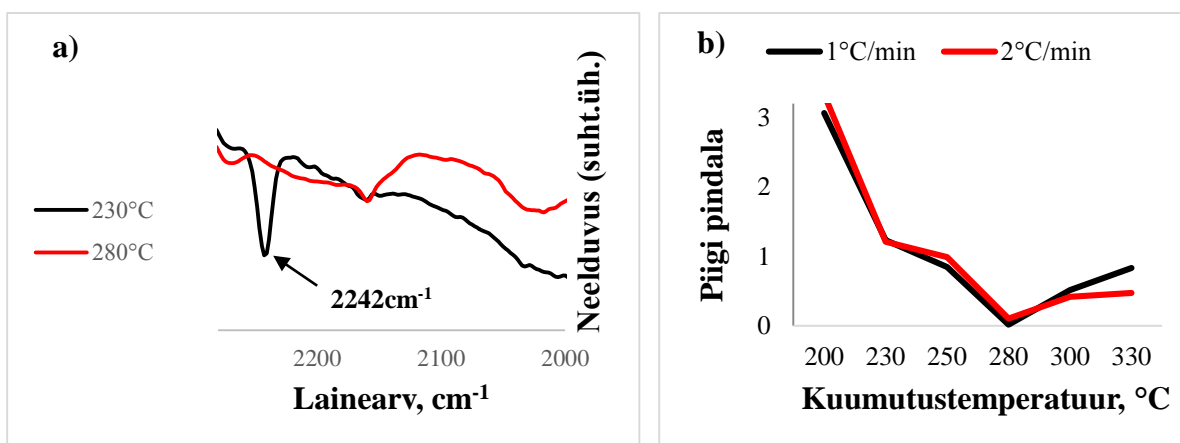 a)
230°C
280°C
2242cm⁻¹
Neelduvus (suht.üh.)
2200 2100 2000
Lainearv, cm⁻¹
b)
1°C/min 2°C/min
Piigi pindala
3
2
1
0
200 230 250 280 300 330
Kuumutustemperatuur, °C